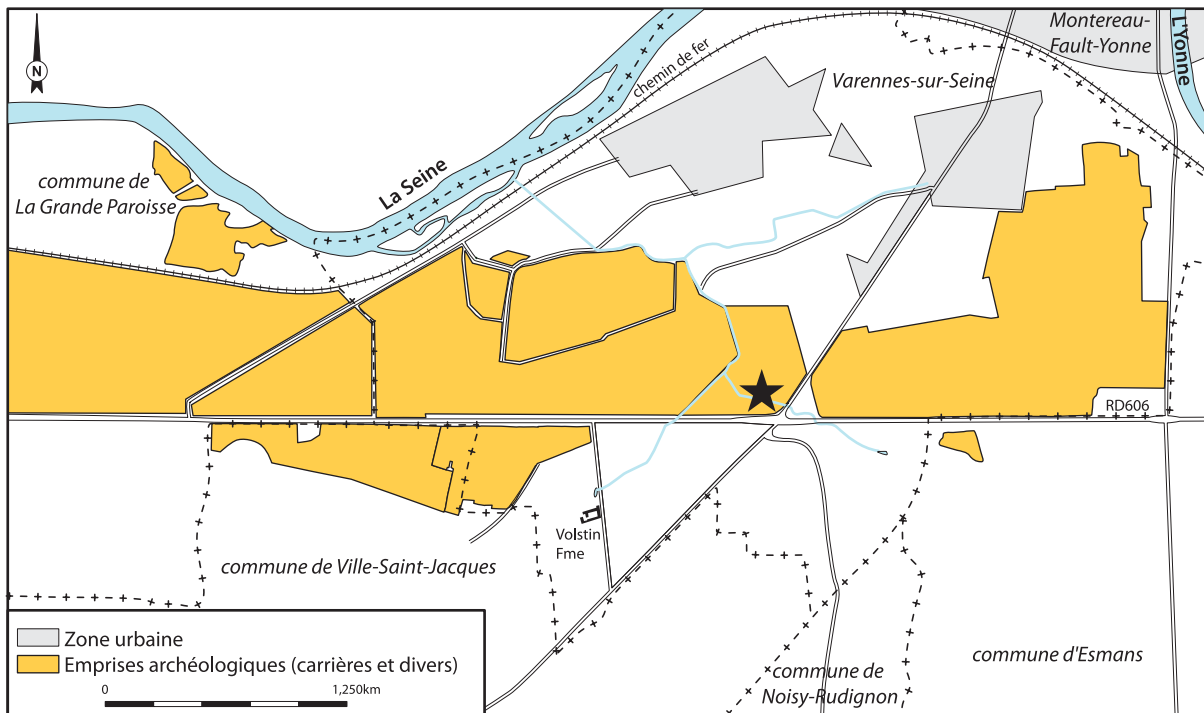 Montereau-
Fault-Yonne
L'Yonne
Varennes-sur-Seine
chemin de fer
N
La Seine
commune de
La Grande Paroisse
RD606
Volstin
Fme
commune de Ville-Saint-Jacques
commune de
Noisy-Rudignon
commune d'Esmans
Zone urbaine
Emprises archéologiques (carrières et divers)
0
1,250km